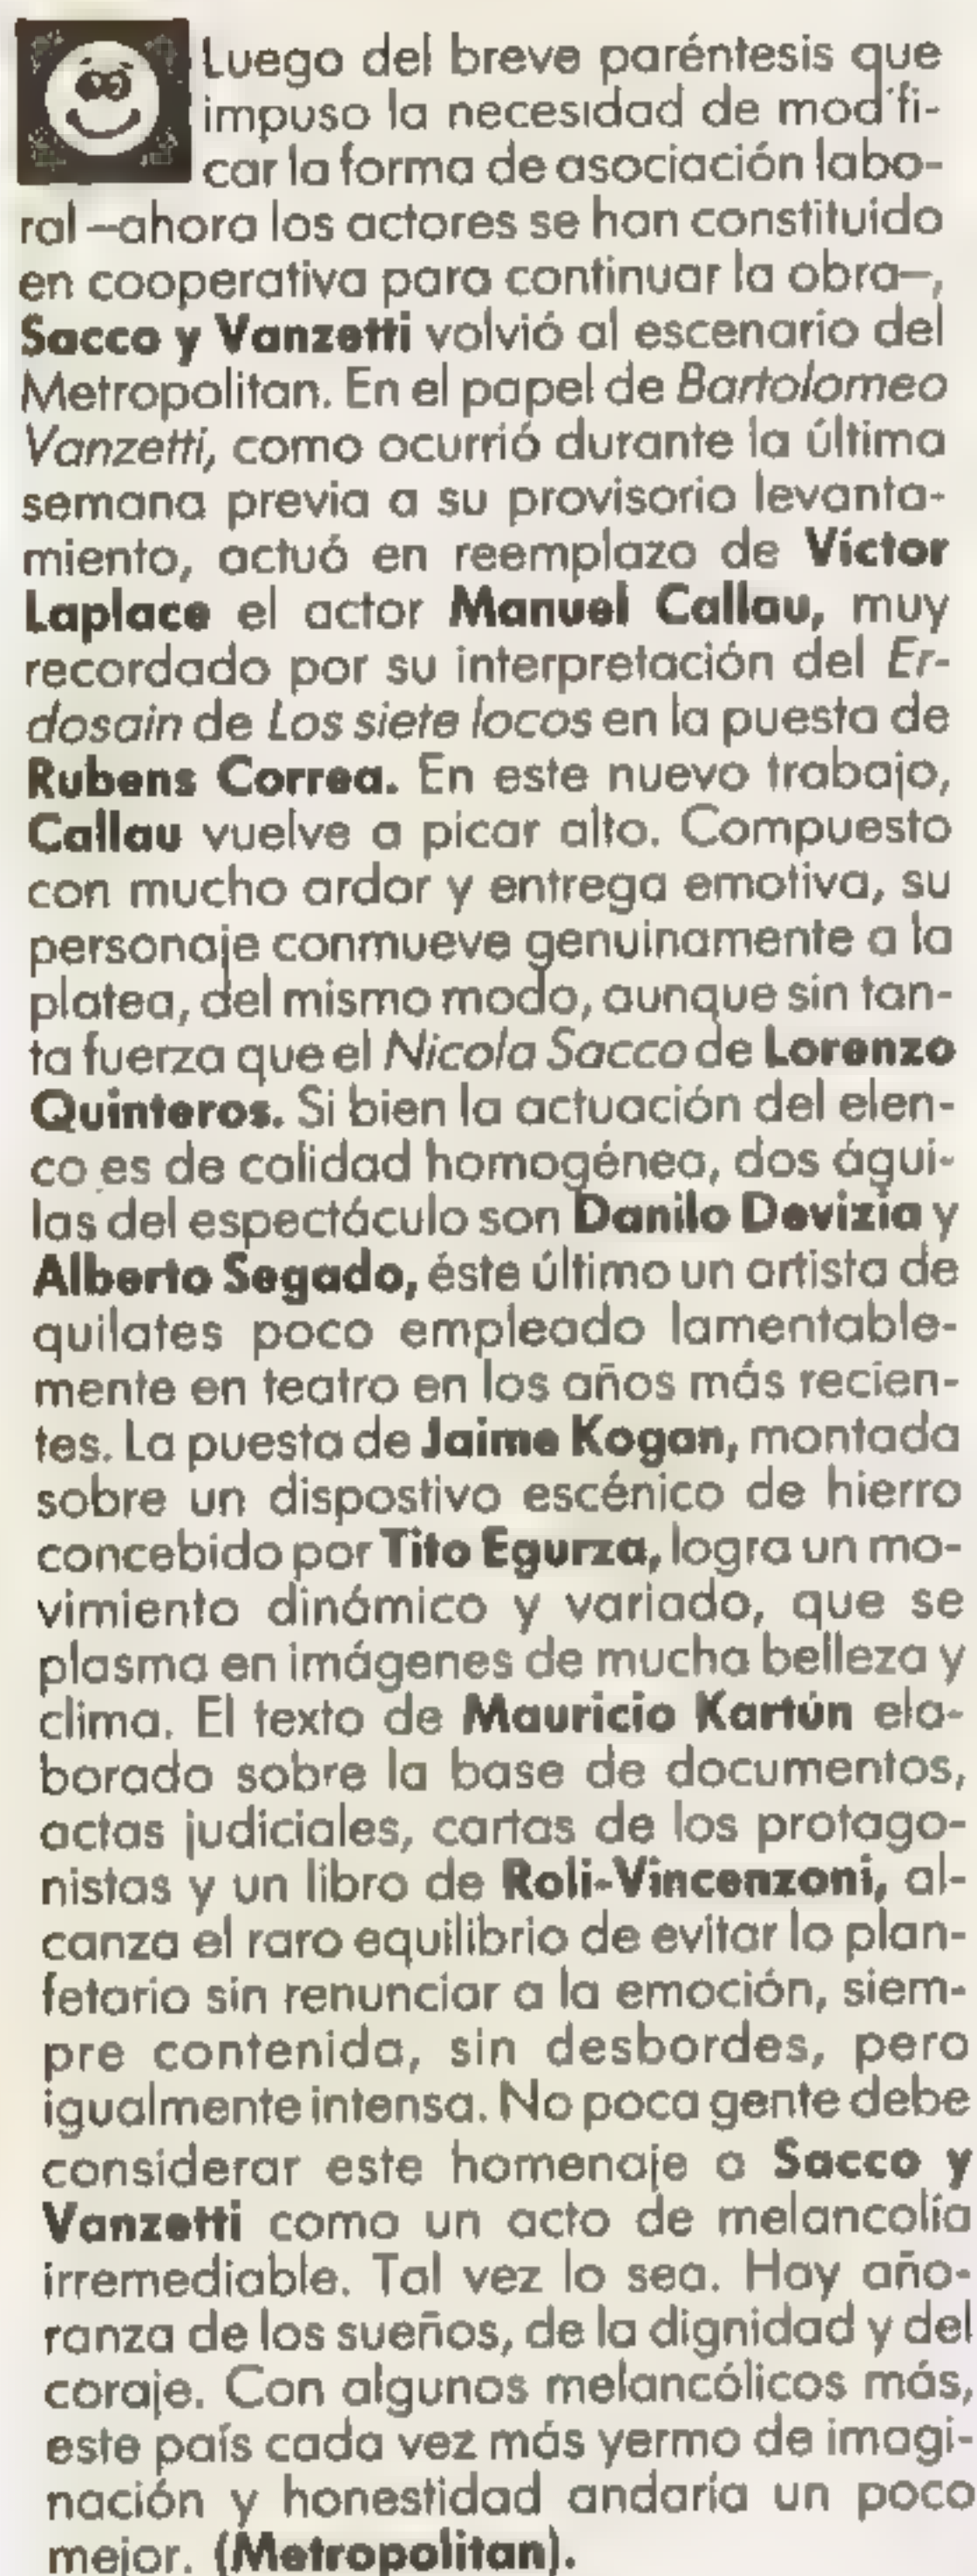 Luego del breve paréntesis que
impuso la necesidad de modifi-
car la forma de asociación labo-
ral —ahora los actores se han constituido
en cooperativa para continuar la obra—,
Sacco y Vanzetti volvió al escenario del
Metropolitan. En el papel de Bartolomeo
Vanzetti, como ocurrió durante la última
semana previa a su provisorio levanta-
miento, actuó en reemplazo de Víctor
Laplace el actor Manuel Callau, muy
recordado por su interpretación del Er-
dosain de Los siete locos en la puesta de
Rubens Correa. En este nuevo trabajo,
Callau vuelve a picar alto. Compuesto
con mucho ardor y entrega emotiva, su
personaje conmueve genuinamente a la
platea, del mismo modo, aunque sin tan-
ta fuerza que el Nicola Sacco de Lorenzo
Quinteros. Si bien la actuación del elen-
co es de calidad homogénea, dos águi-
las del espectáculo son Danilo Devizia y
Alberto Segado, éste último un artista de
quilates poco empleado lamentable-
mente en teatro en los años más recien-
tes. La puesta de Jaime Kogan, montada
sobre un dispostivo escénico de hierro
concebido por Tito Egurza, logra un mo-
vimiento dinámico y variado, que se
plasma en imágenes de mucha belleza y
clima. El texto de Mauricio Kartún ela-
borado sobre la base de documentos,
actas judiciales, cartas de los protago-
nistas y un libro de Roli-Vincenzoni, al-
canza el raro equilibrio de evitar lo plan-
fetario sin renunciar a la emoción, siem-
pre contenida, sin desbordes, pero
igualmente intensa. No poca gente debe
considerar este homenaje a Sacco y
Vanzetti como un acto de melancolía
irremediable. Tal vez lo sea. Hay año-
ranza de los sueños, de la dignidad y del
coraje. Con algunos melancólicos más,
este país cada vez más yermo de imagi-
nación y honestidad andaría un poco
mejor. (Metropolitan).